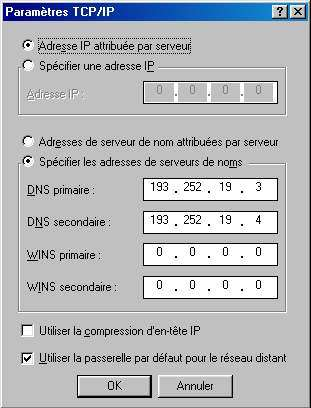 Paramètres TCP/IP
Adresse IP attribuée par serveur
Spécifier une adresse IP
Adresse IP : 0 . 0 . 0 . 0
Adresses de serveur de nom attribuées par serveur
Spécifier les adresses de serveurs de noms
DNS primaire : 193 . 252 . 19 . 3
DNS secondaire : 193 . 252 . 19 . 4
WINS primaire : 0 . 0 . 0 . 0
WINS secondaire : 0 . 0 . 0 . 0
Utiliser la compression d'en-tête IP
Utiliser la passerelle par défaut pour le réseau distant
OK Annuler